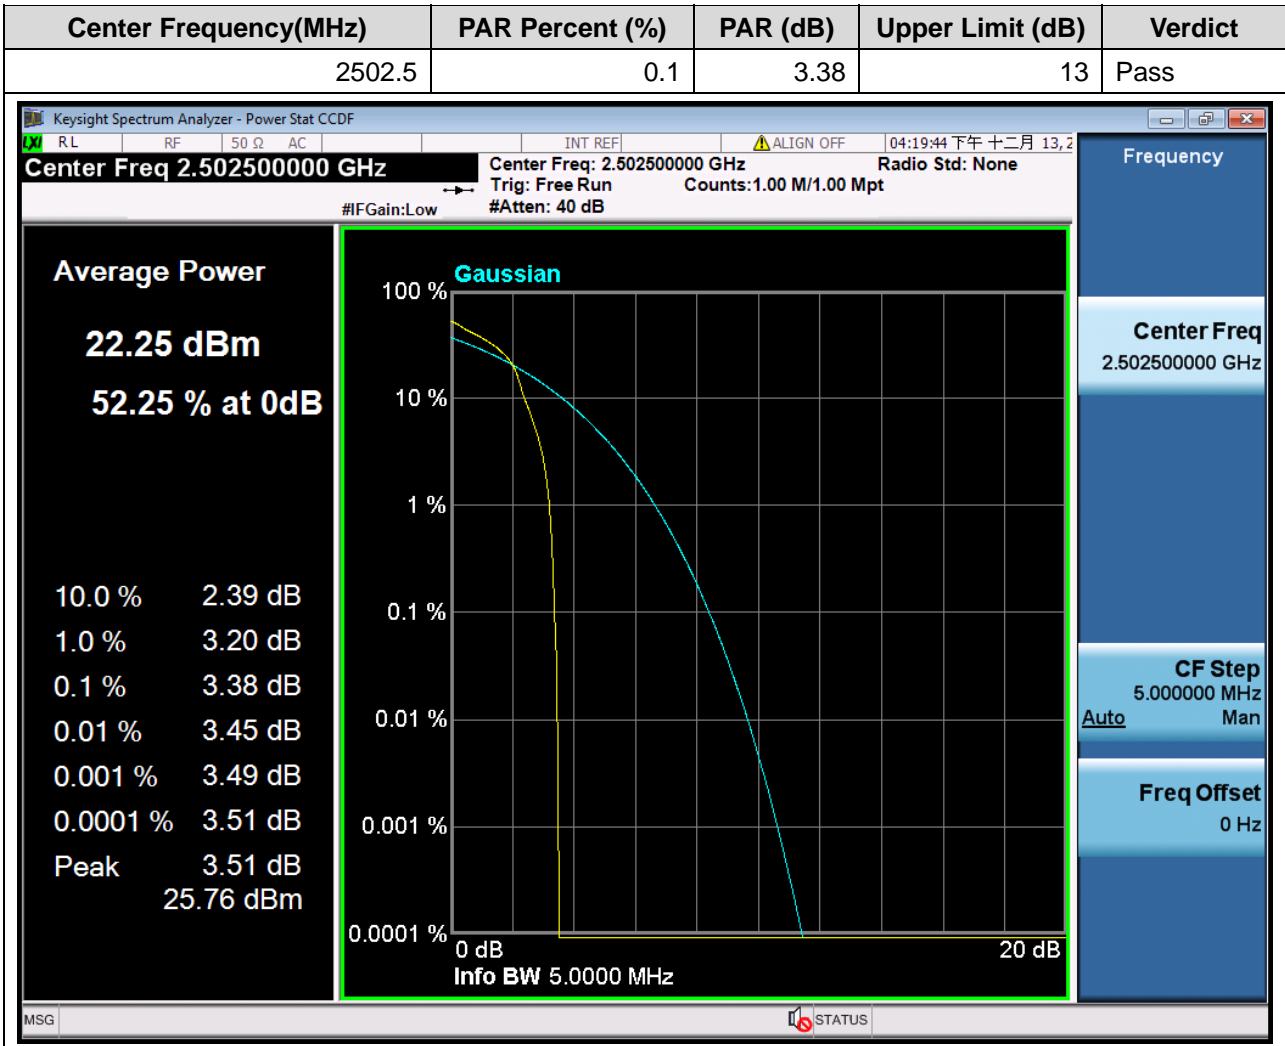 Center Frequency(MHz) PAR Percent (%) PAR (dB) Upper Limit (dB) Verdict
2502.5 0.1 3.38 13 Pass
Keysight Spectrum Analyzer - Power Stat CCDF
LXI RL RF 50 Ω AC INT REF ALIGN OFF 04:19:44 下午 十二月 13, 2
Center Freq 2.502500000 GHz
Center Freq: 2.502500000 GHz Radio Std: None
Trig: Free Run Counts:1.00 M/1.00 Mpt
#IFGain:Low #Atten: 40 dB
Frequency
Average Power
22.25 dBm
52.25 % at 0dB
10.0 % 2.39 dB
1.0 % 3.20 dB
0.1 % 3.38 dB
0.01 % 3.45 dB
0.001 % 3.49 dB
0.0001 % 3.51 dB
Peak 3.51 dB
25.76 dBm
Gaussian
100 %
10 %
1 %
0.1 %
0.01 %
0.001 %
0.0001 %
0 dB 20 dB
Info BW 5.0000 MHz
Center Freq
2.502500000 GHz
CF Step
5.000000 MHz
Auto Man
Freq Offset
0 Hz
MSG STATUS